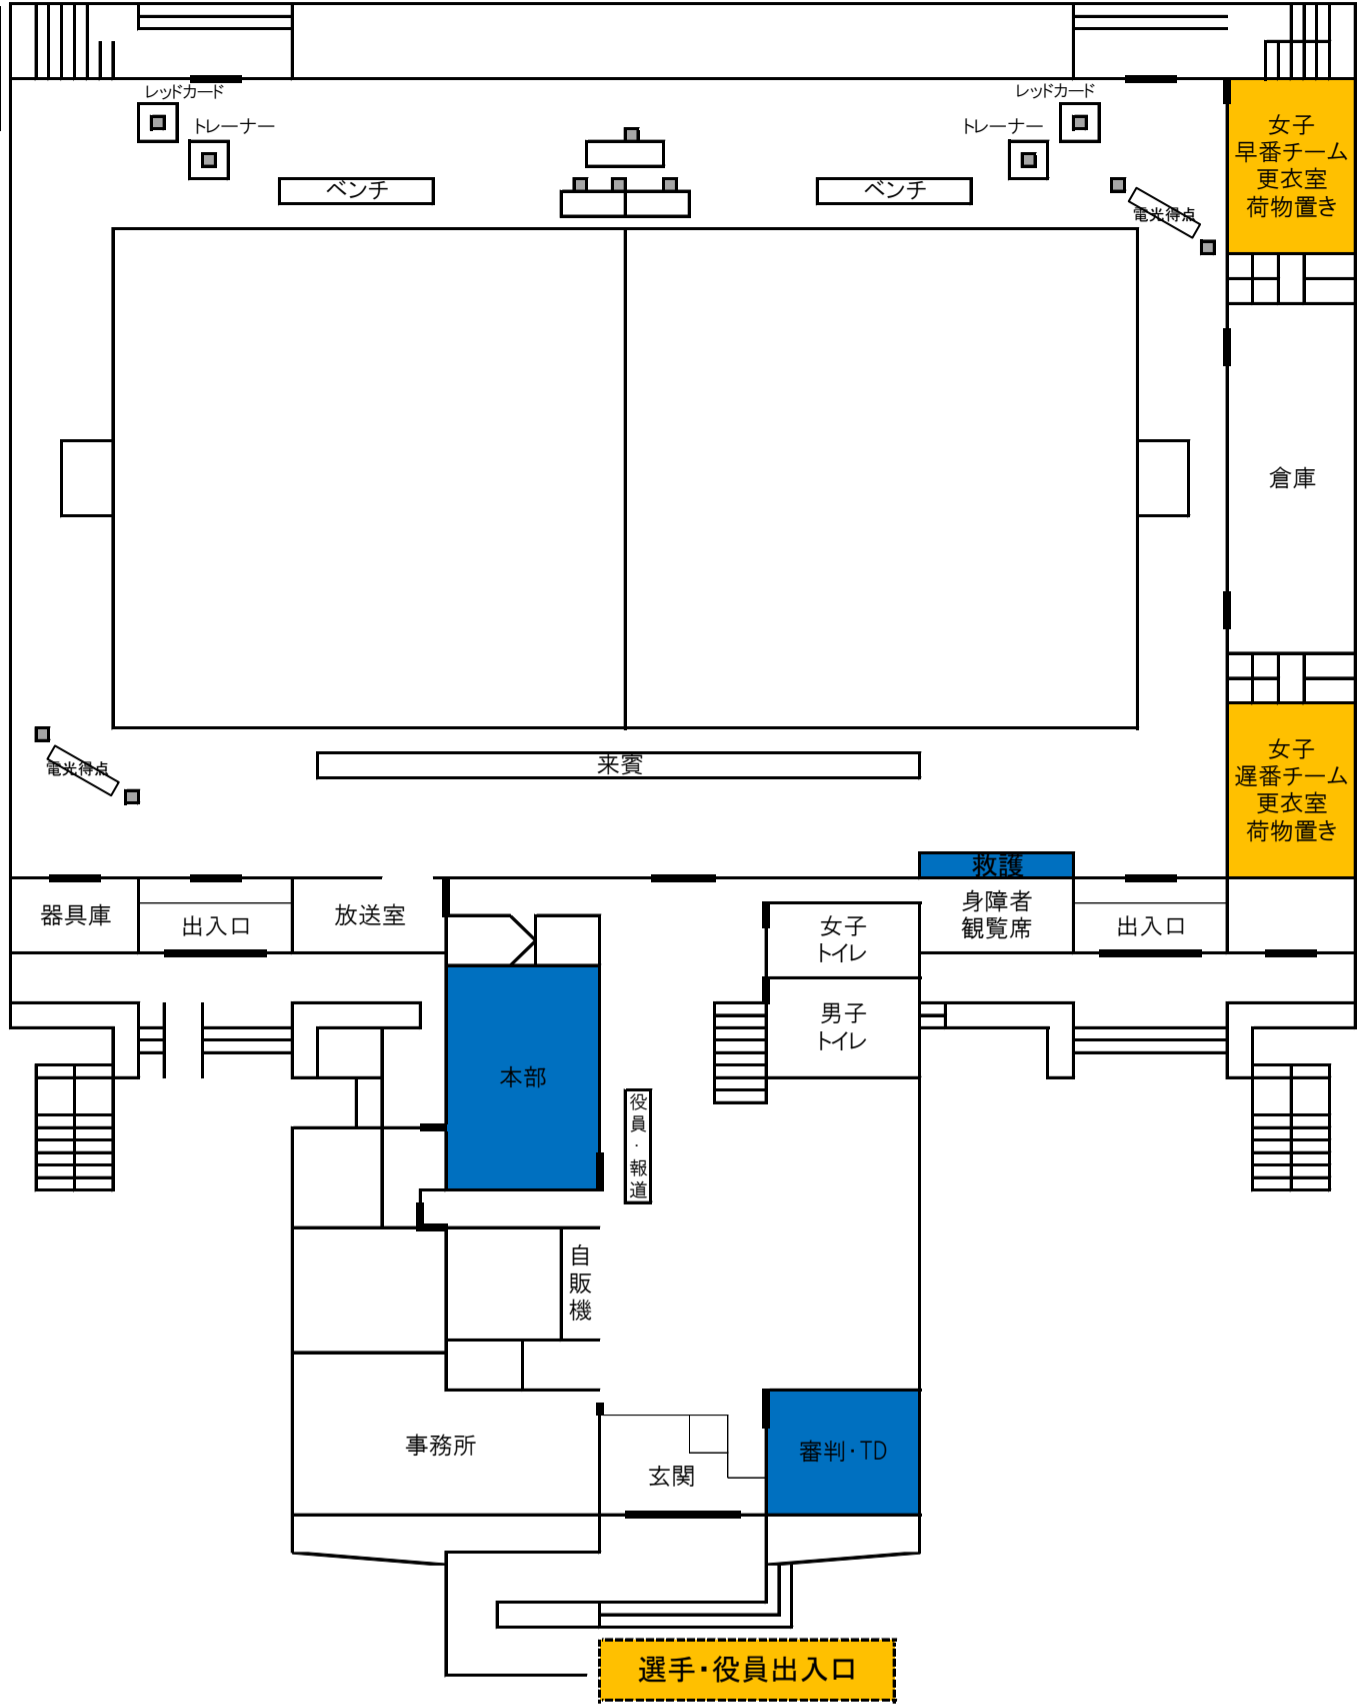 レッドカード
レッドカード
トレーナー
トレーナー
女子
早番チーム
更衣室
荷物置き
ベンチ
ベンチ
電光得点
倉庫
電光得点
来賓
女子
遅番チーム
更衣室
荷物置き
救護
器具庫
出入口
放送室
女子
トイレ
身障者
観覧席
出入口
男子
トイレ
本部
役員・報道
自販機
事務所
玄関
審判・TD
選手・役員出入口